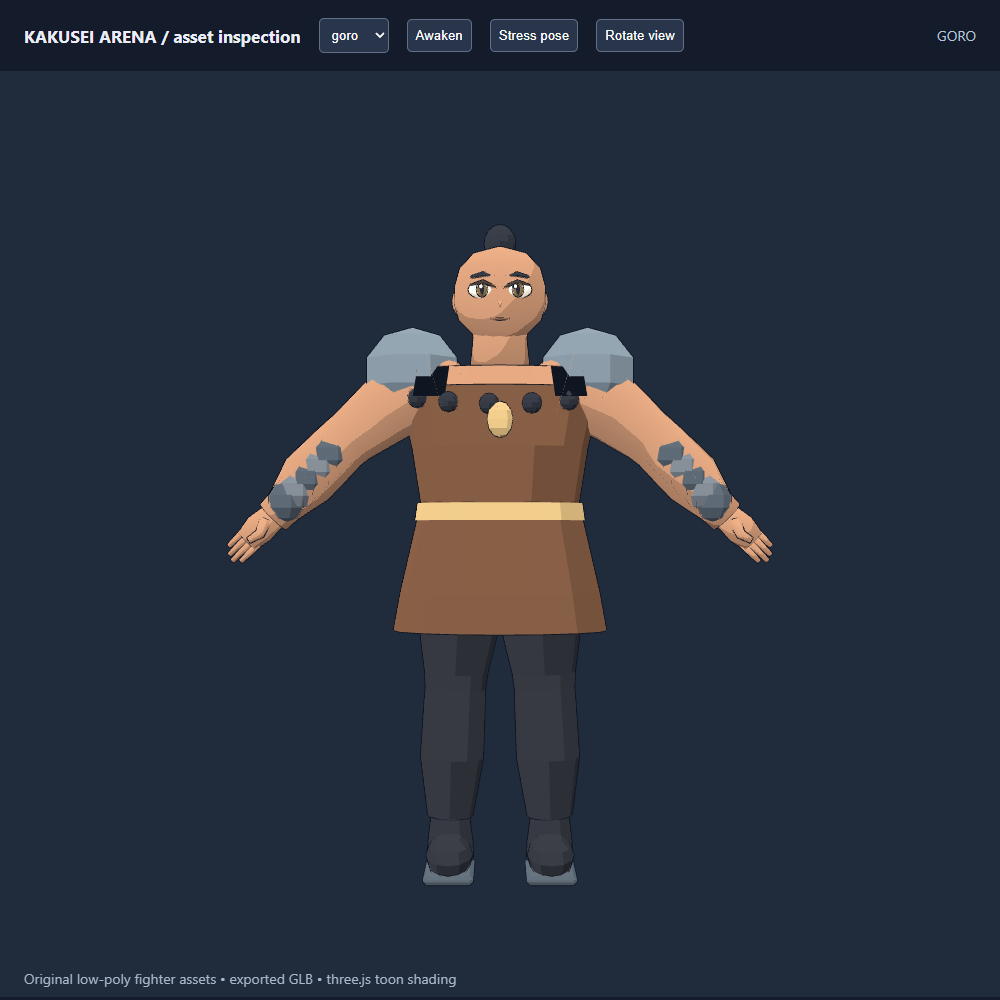 KAKUSEI ARENA / asset inspection goro Awaken Stress pose Rotate view GORO
Original low-poly fighter assets • exported GLB • three.js toon shading